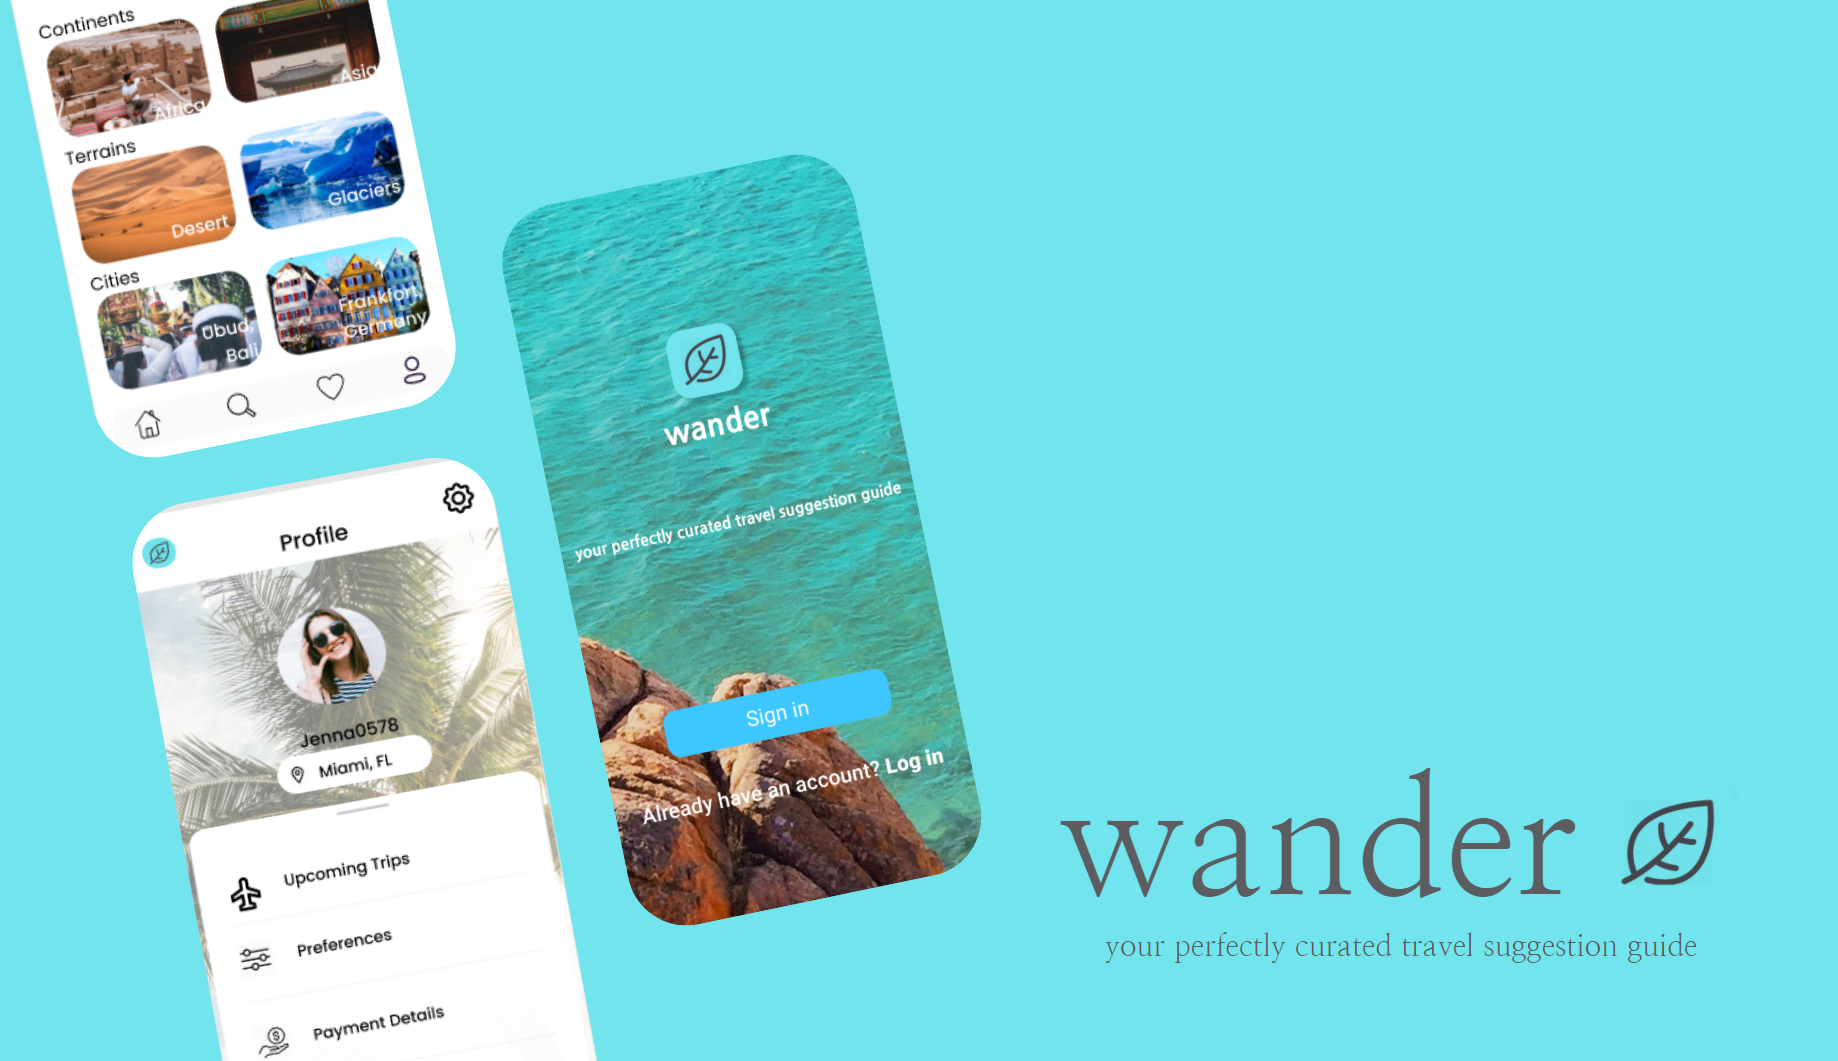 Continents
Africa
Asia
Terrains
Desert
Glaciers
Cities
Ubud,
Bali
Frankfort,
Germany
Profile
Jenna0578
Miami, FL
Upcoming Trips
Preferences
Payment Details
wander
your perfectly curated travel suggestion guide
Sign in
Already have an account? Log in
wander
your perfectly curated travel suggestion guide